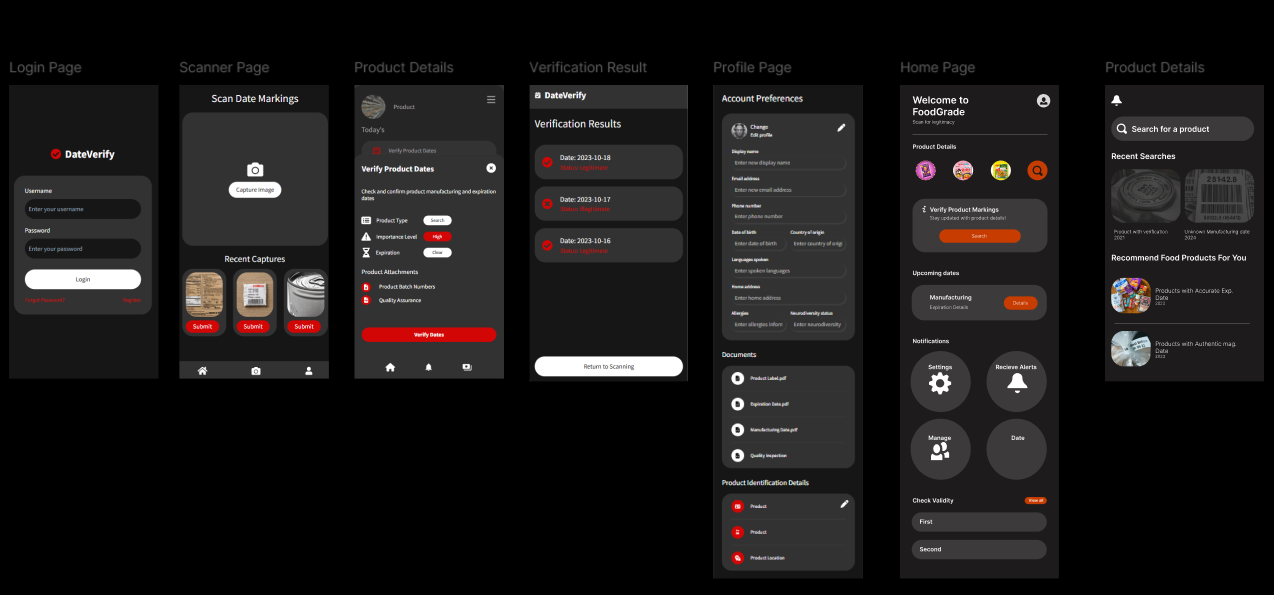 Login Page
DateVerify
Username
Enter your username
Password
Enter your password
Login
Forgot Password?
Register
Scanner Page
Scan Date Markings
Capture Image
Recent Captures
Submit
Submit
Submit
Product Details
Product
Today's
Verify Product Dates
Verify Product Dates
Check and confirm product manufacturing and expiration
dates
Product Type
Search
Importance Level
High
Expiration
Clear
Product Attachments
Product Batch Numbers
Quality Assurance
Verify Dates
Verification Result
DateVerify
Verification Results
Date: 2023-10-18
Status: Legitimate
Date: 2023-10-17
Date: 2023-10-16
Status: Legitimate
Return to Scanning
Profile Page
Account Preferences
Change
Edit profile
Display name
Enter new display name
Email address
Enter new email address
Phone number
Enter phone number
Date of birth
Country of origin
Enter date of birth
Enter country of origi
Languages spoken
Enter spoken languages
Home address
Enter home address
Allergies
Neurodiversity status
Enter allergies inform
Enter neurodiversity
Documents
Product Label.pdf
Expiration Date.pdf
Manufacturing Date.pdf
Quality Inspection
Product Identification Details
Product
Product
Product Location
Home Page
Welcome to
FoodGrade
Scan for legitimacy
Product Details
Verify Product Markings
Stay updated with product details!
Search
Upcoming dates
Manufacturing
Expiration Details
Details
Notifications
Settings
Recieve Alerts
Manage
Date
Check Validity
View all
First
Second
Product Details
Search for a product
Recent Searches
25142.8
Product with verification
2021
Unknown Manufacturing date
2024
Recommend Food Products For You
Products with Accurate Exp.
Date
2023
Products with Authentic mag.
Date